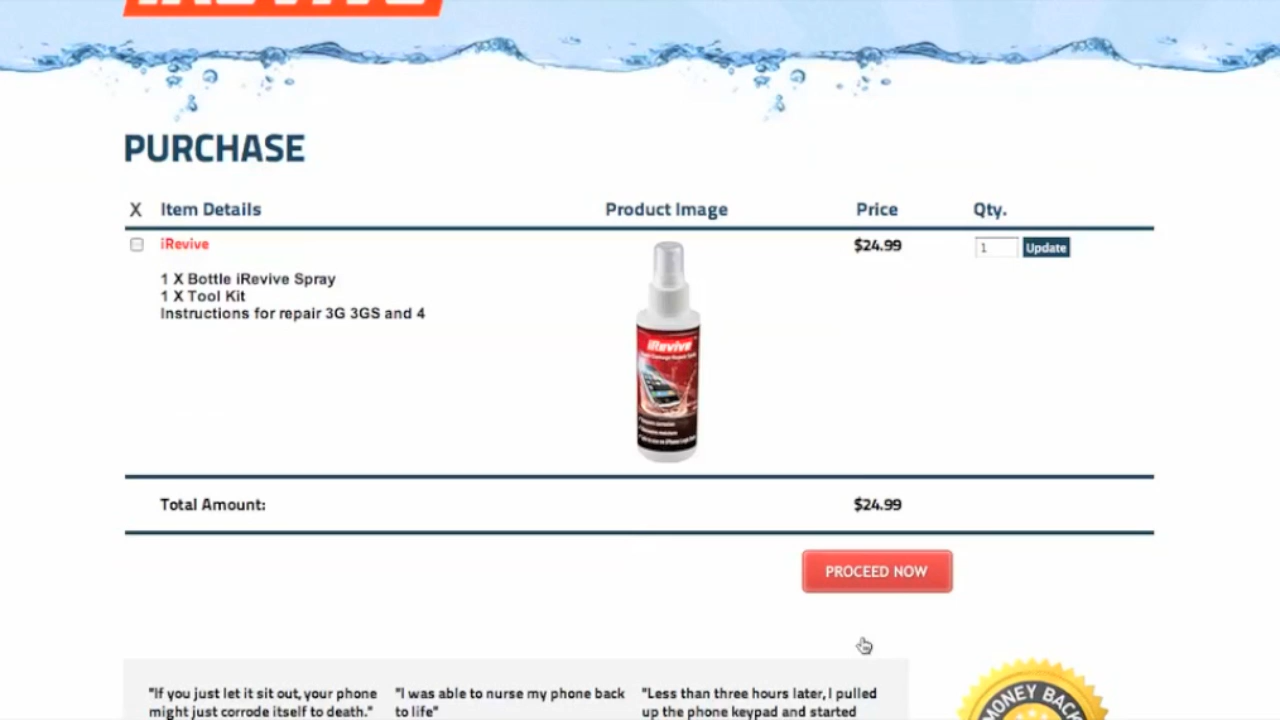 iREVIVE
PURCHASE
X Item Details Product Image Price Qty.
iRevive $24.99 1 Update
1 X Bottle iRevive Spray
1 X Tool Kit
Instructions for repair 3G 3GS and 4
iRevive
Total Amount: $24.99
PROCEED NOW
"If you just let it sit out, your phone
might just corrode itself to death."
"I was able to nurse my phone back
to life"
"Less than three hours later, I pulled
up the phone keypad and started
MONEY BACK